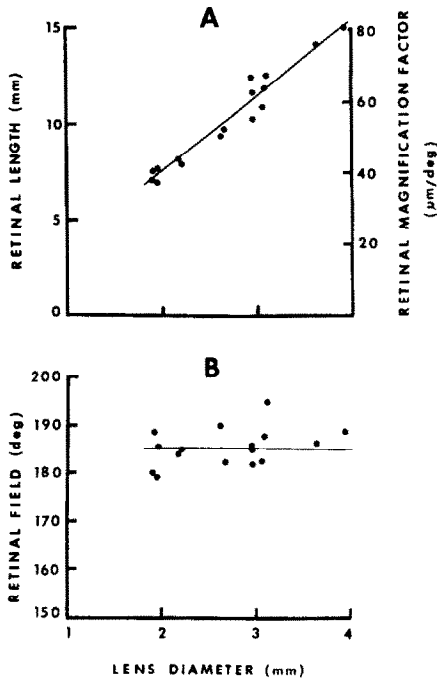 A
RETINAL LENGTH (mm)
15
10
5
0
80
60
40
20
RETINAL MAGNIFICATION FACTOR
(μm/deg)
B
RETINAL FIELD (deg)
200
190
180
170
160
150
1 2 3 4
LENS DIAMETER (mm)